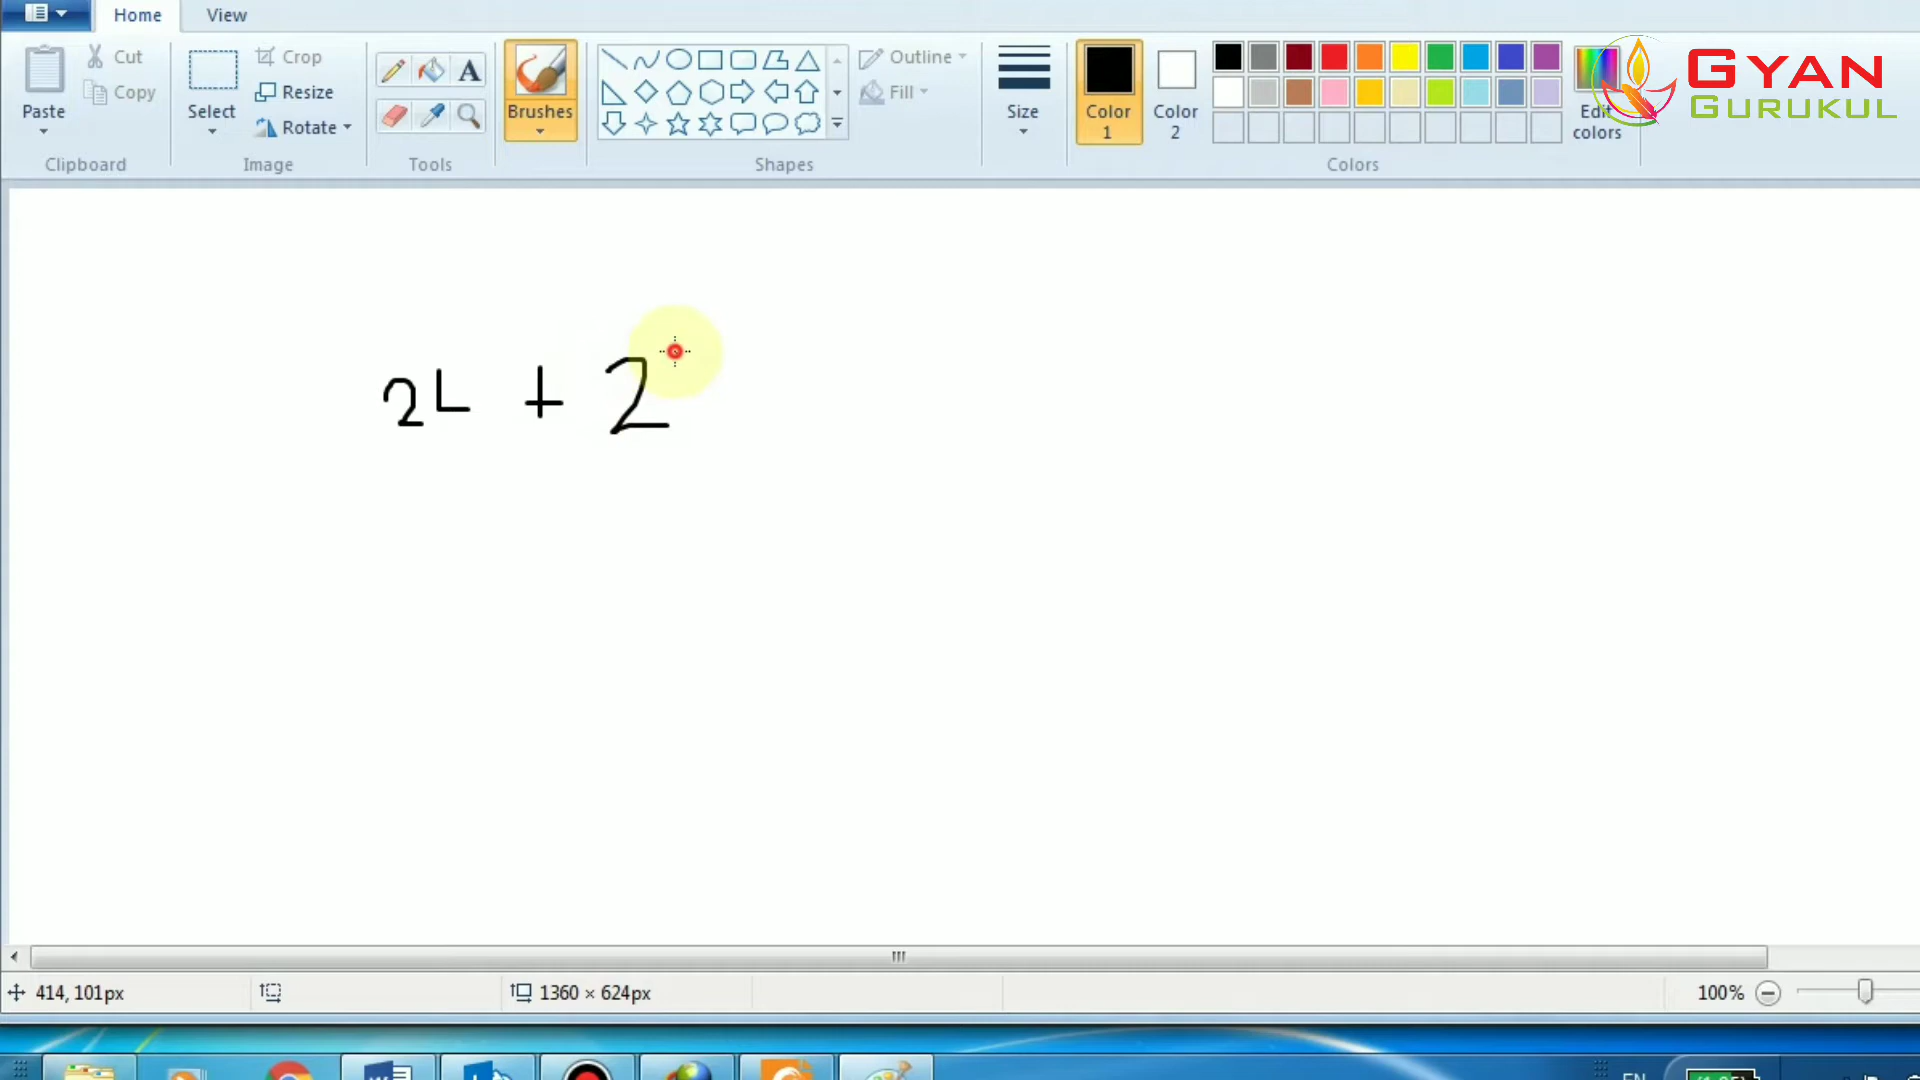 Home View
Paste Cut Copy Select Crop Resize Rotate Brushes Outline Fill Size Color 1 Color 2 Edit colors
Clipboard Image Tools Shapes Colors
GYAN
GURUKUL
2L + 2
414, 101px 1360 × 624px 100%
EN